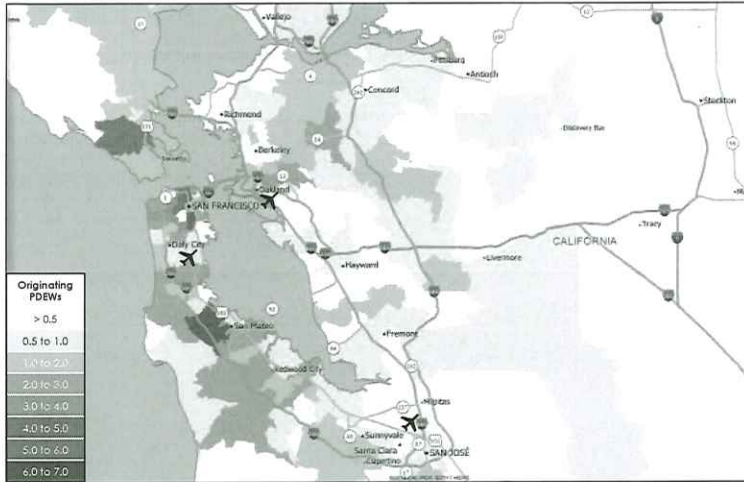 Vallejo
Pittsburg
Antioch
Concord
Stockton
Richmond
Discovery Bay
Berkeley
Oakland
SAN FRANCISCO
Tracy
CALIFORNIA
Daly City
Livermore
Hayward
Originating
PDEWs
> 0.5
0.5 to 1.0
1.0 to 2.0
2.0 to 3.0
3.0 to 4.0
4.0 to 5.0
5.0 to 6.0
6.0 to 7.0
San Mateo
Fremont
Redwood City
Milpitas
Sunnyvale
Santa Clara
SAN JOSÉ
Cupertino